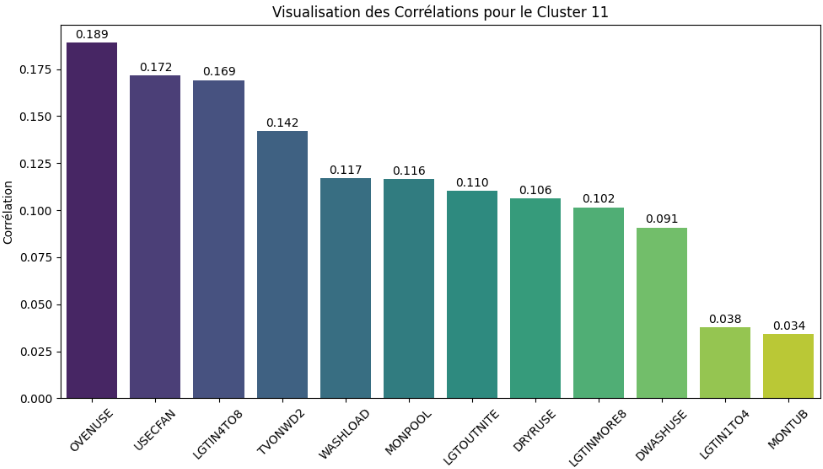 Visualisation des Corrélations pour le Cluster 11
Corrélation
0.175
0.150
0.125
0.100
0.075
0.050
0.025
0.000
0.189
0.172
0.169
0.142
0.117
0.116
0.110
0.106
0.102
0.091
0.038
0.034
OVENUSE
USECFAN
LGTIN4TO8
TVONWD2
WASHLOAD
MONPOOL
LGTOUTNITE
DRYRUSE
LGTINMORE8
DWASHUSE
LGTIN1TO4
MONTUB